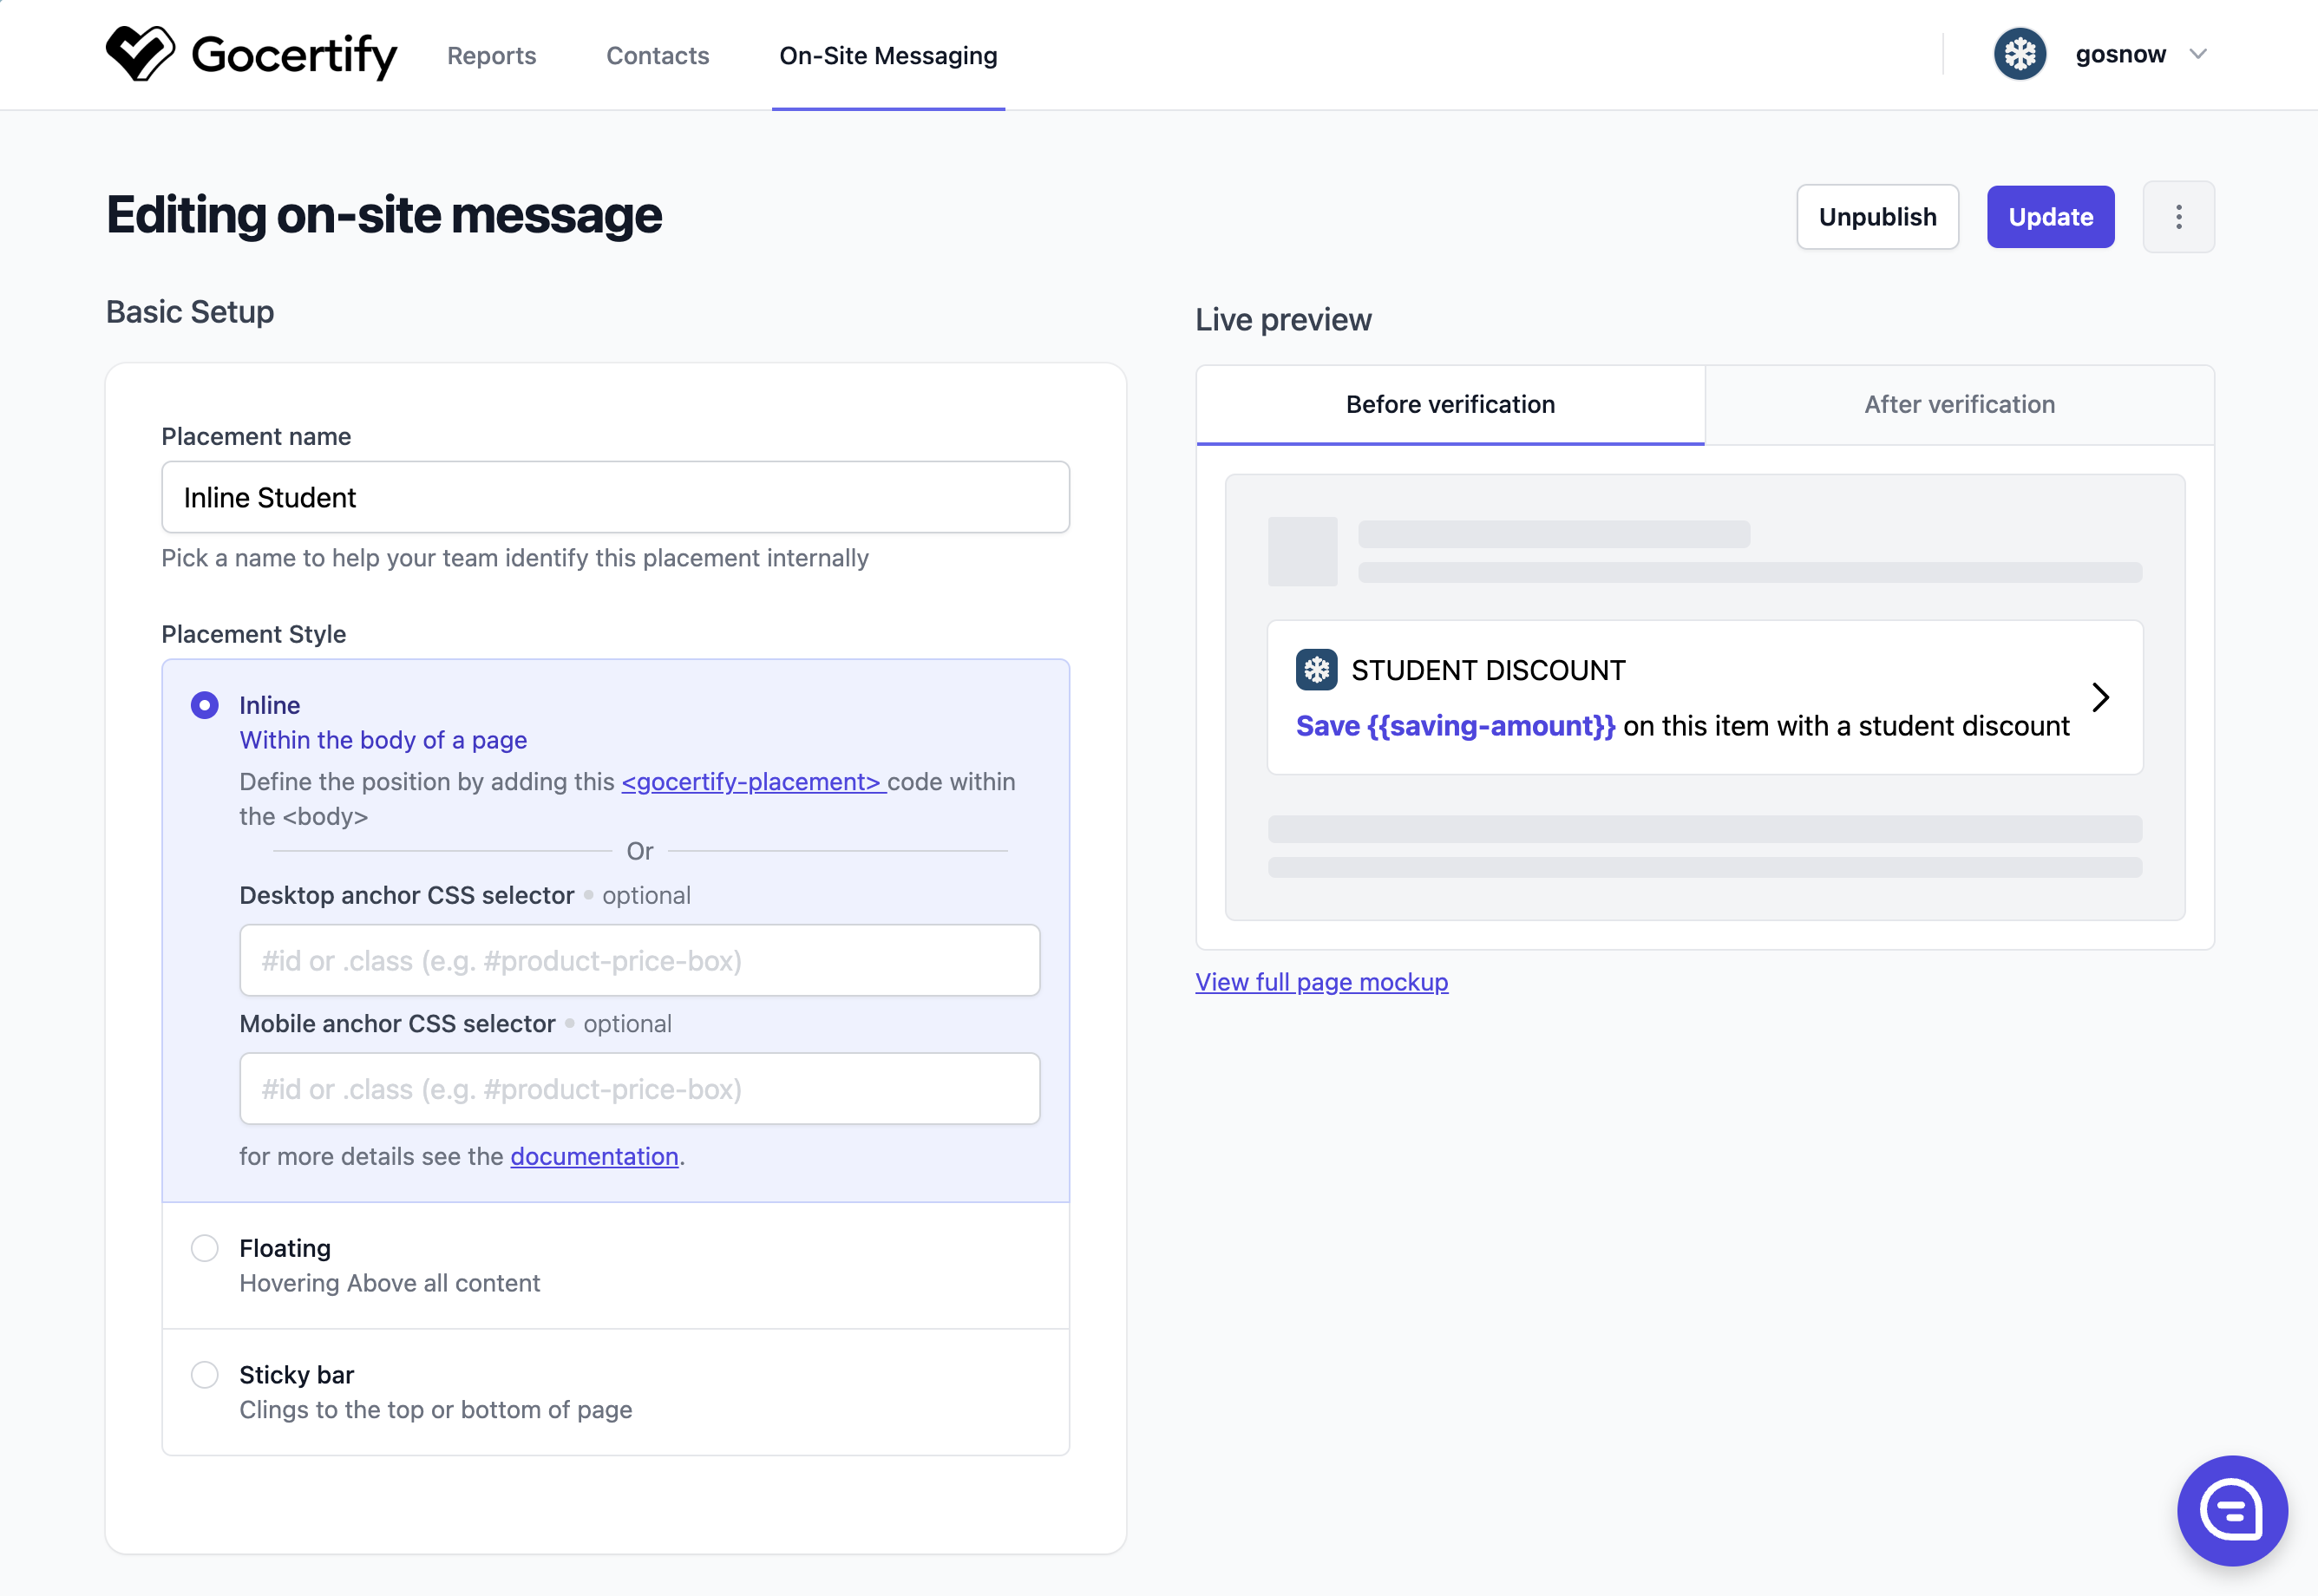 Gocertify
Reports
Contacts
On-Site Messaging
gosnow
Editing on-site message
Unpublish
Update
Basic Setup
Placement name
Inline Student
Pick a name to help your team identify this placement internally
Placement Style
Inline
Within the body of a page
Define the position by adding this <gocertify-placement> code within
the <body>
Or
Desktop anchor CSS selector • optional
#id or .class (e.g. #product-price-box)
Mobile anchor CSS selector • optional
#id or .class (e.g. #product-price-box)
for more details see the documentation.
Floating
Hovering Above all content
Sticky bar
Clings to the top or bottom of page
Live preview
Before verification
After verification
STUDENT DISCOUNT
Save {{saving-amount}} on this item with a student discount
View full page mockup